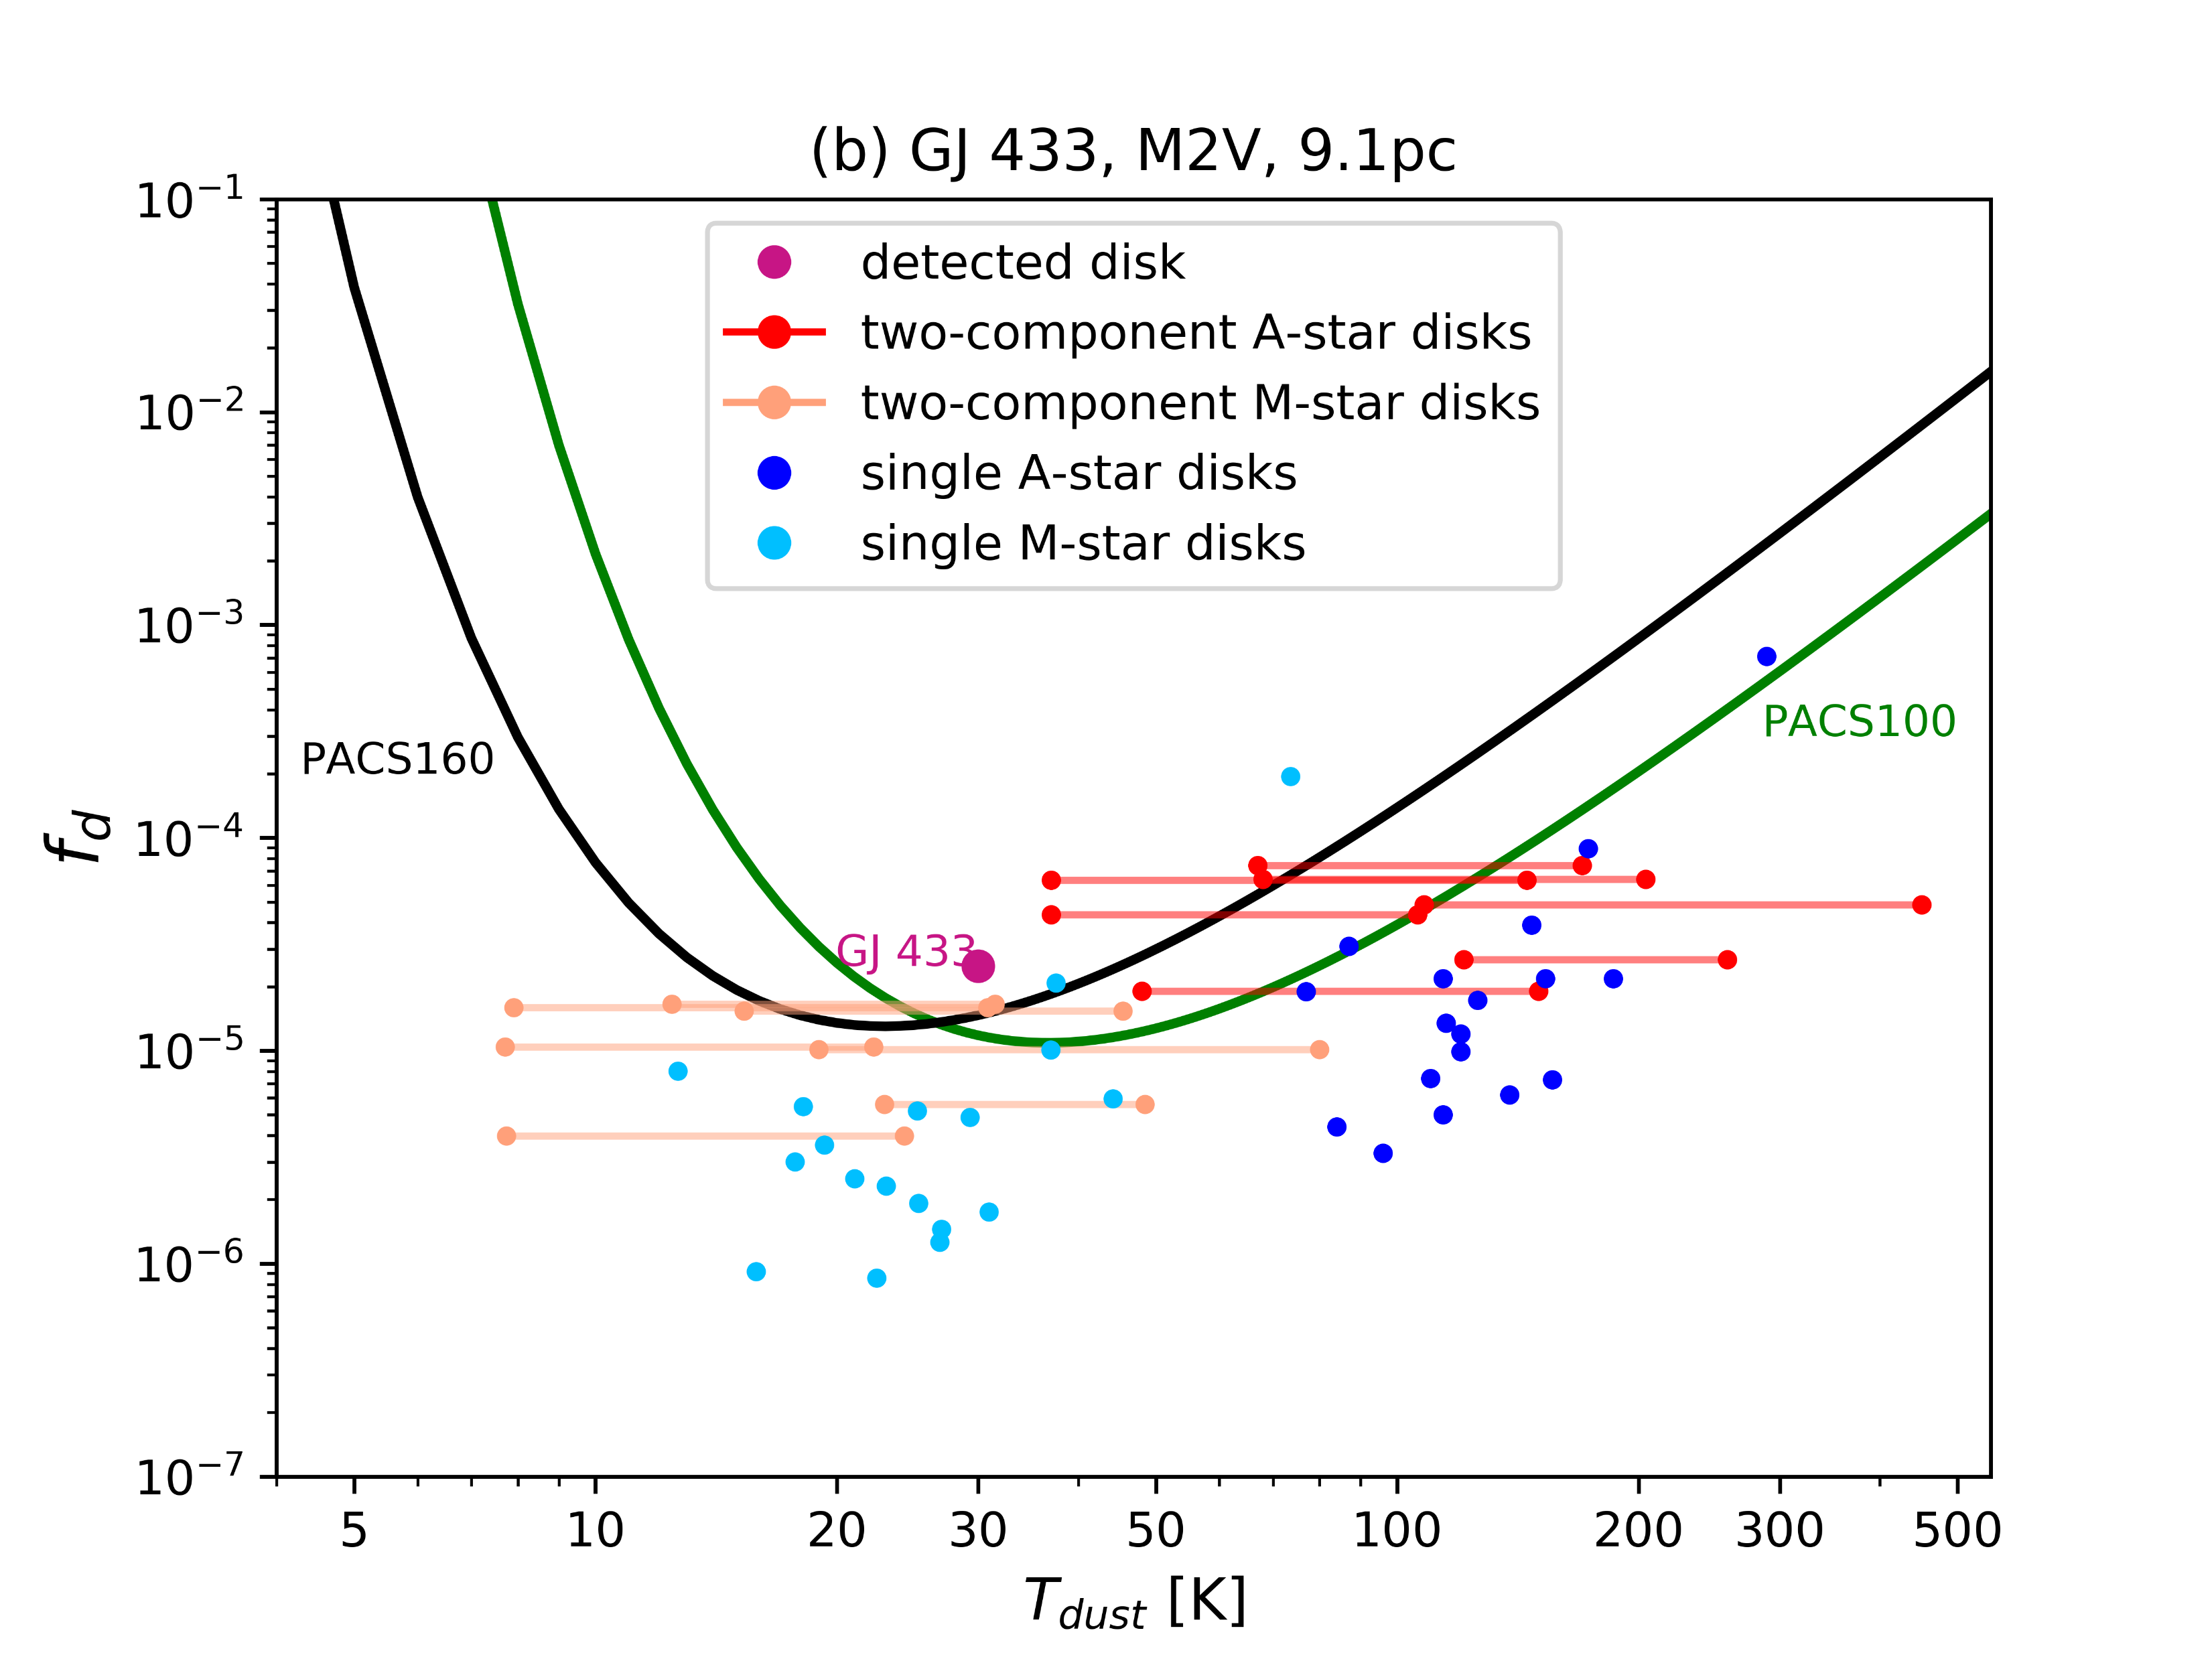 (b) GJ 433, M2V, 9.1pc
10⁻¹
detected disk
two-component A-star disks
two-component M-star disks
single A-star disks
single M-star disks
10⁻²
10⁻³
PACS100
PACS160
10⁻⁴
f_d
GJ 433
10⁻⁵
10⁻⁶
10⁻⁷
5 10 20 30 50 100 200 300 500
T_dust [K]